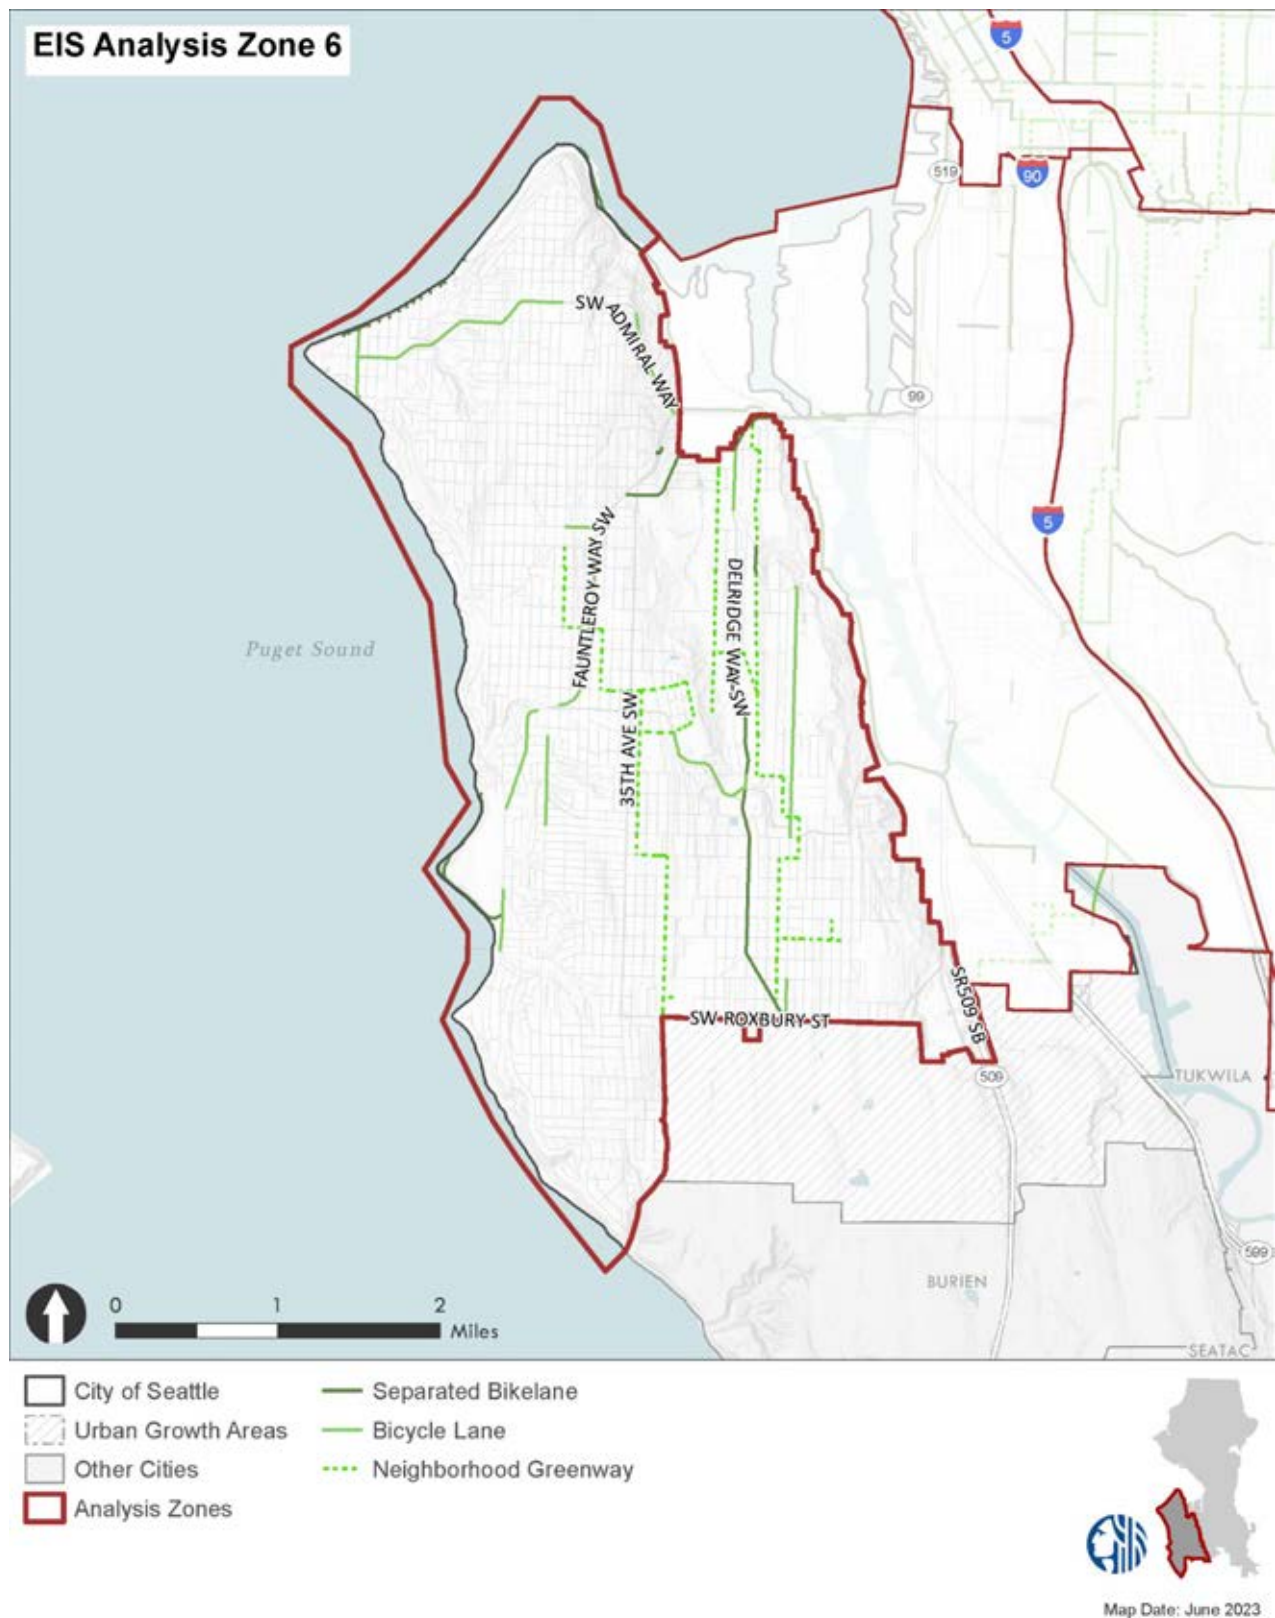 EIS Analysis Zone 6
5
519
90
SW ADMIRAL WAY
99
FAUNTLEROY WAY SW
DELRIDGE WAY SW
5
Puget Sound
35TH AVE SW
SR509 SB
SW ROXBURY ST
509
TUKWILA
599
BURIEN
SEATAC
0 1 2
Miles
City of Seattle
Urban Growth Areas
Other Cities
Analysis Zones
Separated Bikelane
Bicycle Lane
Neighborhood Greenway
Map Date: June 2023